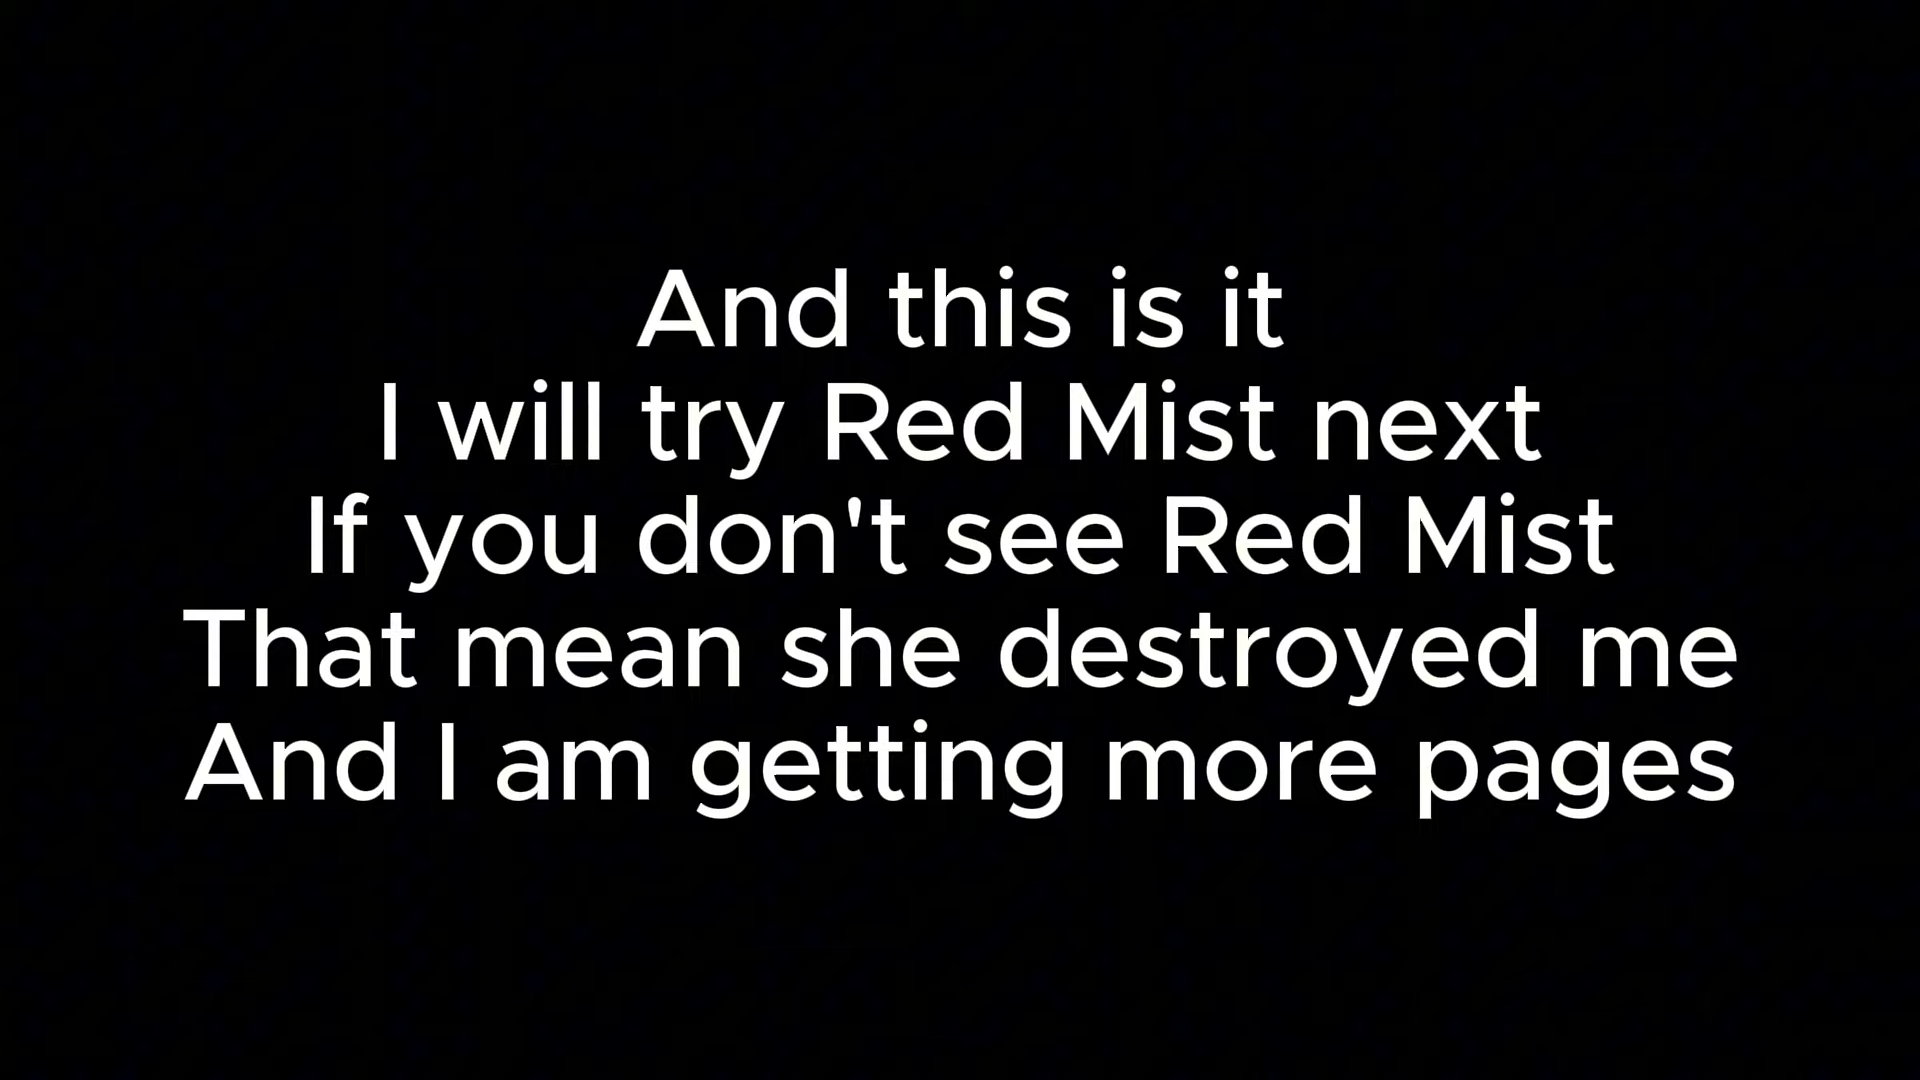 And this is it
I will try Red Mist next
If you don't see Red Mist
That mean she destroyed me
And I am getting more pages